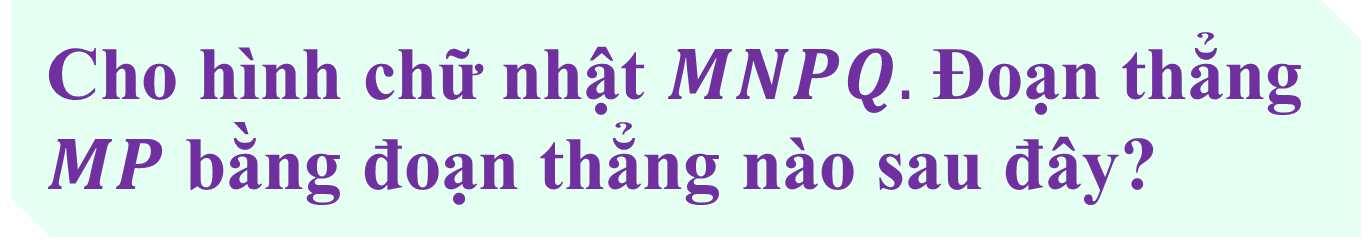 Cho hình chữ nhật MNPQ. Đoạn thẳng
MP bằng đoạn thẳng nào sau đây?